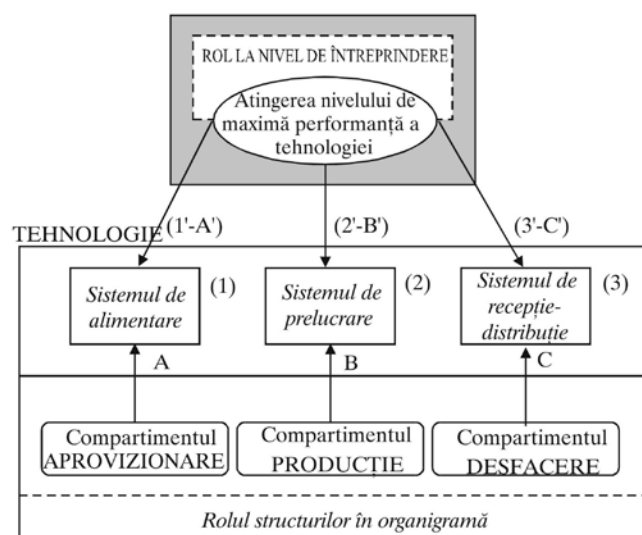 ROL LA NIVEL DE ÎNTREPRINDERE
Atingerea nivelului de
maximă performanță a
tehnologiei
TEHNOLOGIE
(1'-A')
(2'-B')
(3'-C')
Sistemul de
alimentare
(1)
Sistemul de
prelucrare
(2)
Sistemul de
recepție-
distribuție
(3)
A
B
C
Compartimentul
APROVIZIONARE
Compartimentul
PRODUCȚIE
Compartimentul
DESFACERE
Rolul structurilor în organigramă